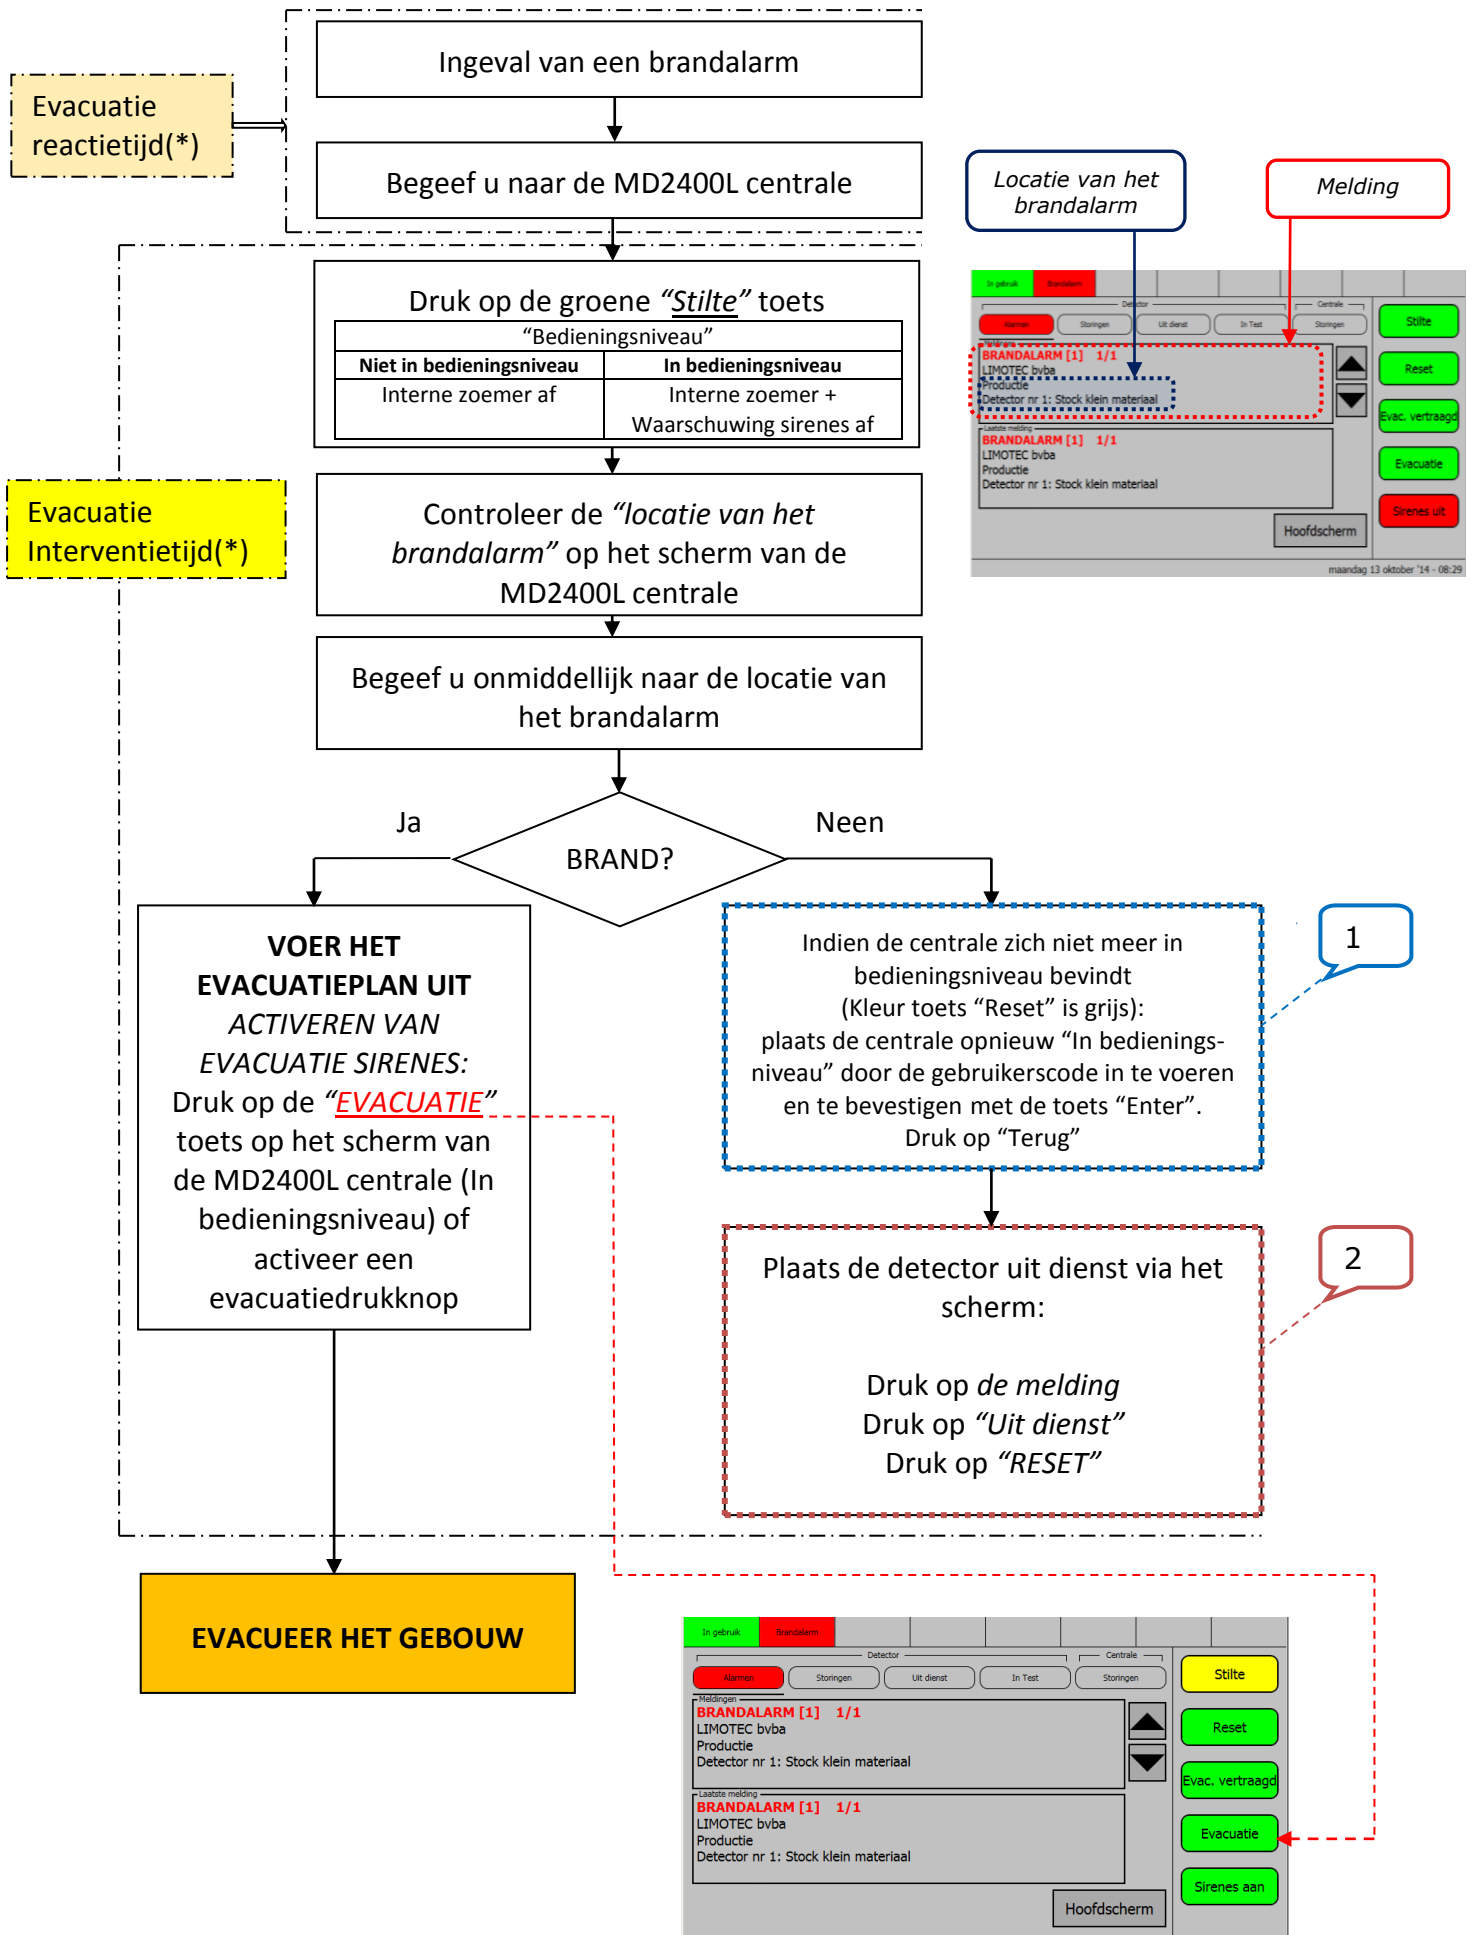 Ingeval van een brandalarm
Evacuatie
reactietijd(*)
Begeef u naar de MD2400L centrale
Locatie van het
brandalarm
Melding
Druk op de groene “Stilte” toets
“Bedieningsniveau”
Niet in bedieningsniveau
In bedieningsniveau
Interne zoemer af
Interne zoemer +
Waarschuwing sirenes af
In gebruik
Brandalarm
Detector
Centrale
Alarmen
Storingen
Uit dienst
In Test
Storingen
Meldingen
BRANDALARM [1] 1/1
LIMOTEC bvba
Productie
Detector nr 1: Stock klein materiaal
Laatste melding
BRANDALARM [1] 1/1
LIMOTEC bvba
Productie
Detector nr 1: Stock klein materiaal
Stilte
Reset
Evac. vertraagd
Evacuatie
Sirenes uit
Hoofdscherm
maandag 13 oktober '14 - 08:29
Evacuatie
Interventietijd(*)
Controleer de “locatie van het
brandalarm” op het scherm van de
MD2400L centrale
Begeef u onmiddellijk naar de locatie van
het brandalarm
BRAND?
Ja
Neen
VOER HET
EVACUATIEPLAN UIT
ACTIVEREN VAN
EVACUATIE SIRENES:
Druk op de “EVACUATIE”
toets op het scherm van
de MD2400L centrale (In
bedieningsniveau) of
activeer een
evacuatiedrukknop
Indien de centrale zich niet meer in
bedieningsniveau bevindt
(Kleur toets “Reset” is grijs):
plaats de centrale opnieuw “In bedienings-
niveau” door de gebruikerscode in te voeren
en te bevestigen met de toets “Enter”.
Druk op “Terug”
1
Plaats de detector uit dienst via het
scherm:
Druk op de melding
Druk op “Uit dienst”
Druk op “RESET”
2
EVACUEER HET GEBOUW
In gebruik
Brandalarm
Detector
Centrale
Alarmen
Storingen
Uit dienst
In Test
Storingen
Meldingen
BRANDALARM [1] 1/1
LIMOTEC bvba
Productie
Detector nr 1: Stock klein materiaal
Laatste melding
BRANDALARM [1] 1/1
LIMOTEC bvba
Productie
Detector nr 1: Stock klein materiaal
Stilte
Reset
Evac. vertraagd
Evacuatie
Sirenes aan
Hoofdscherm